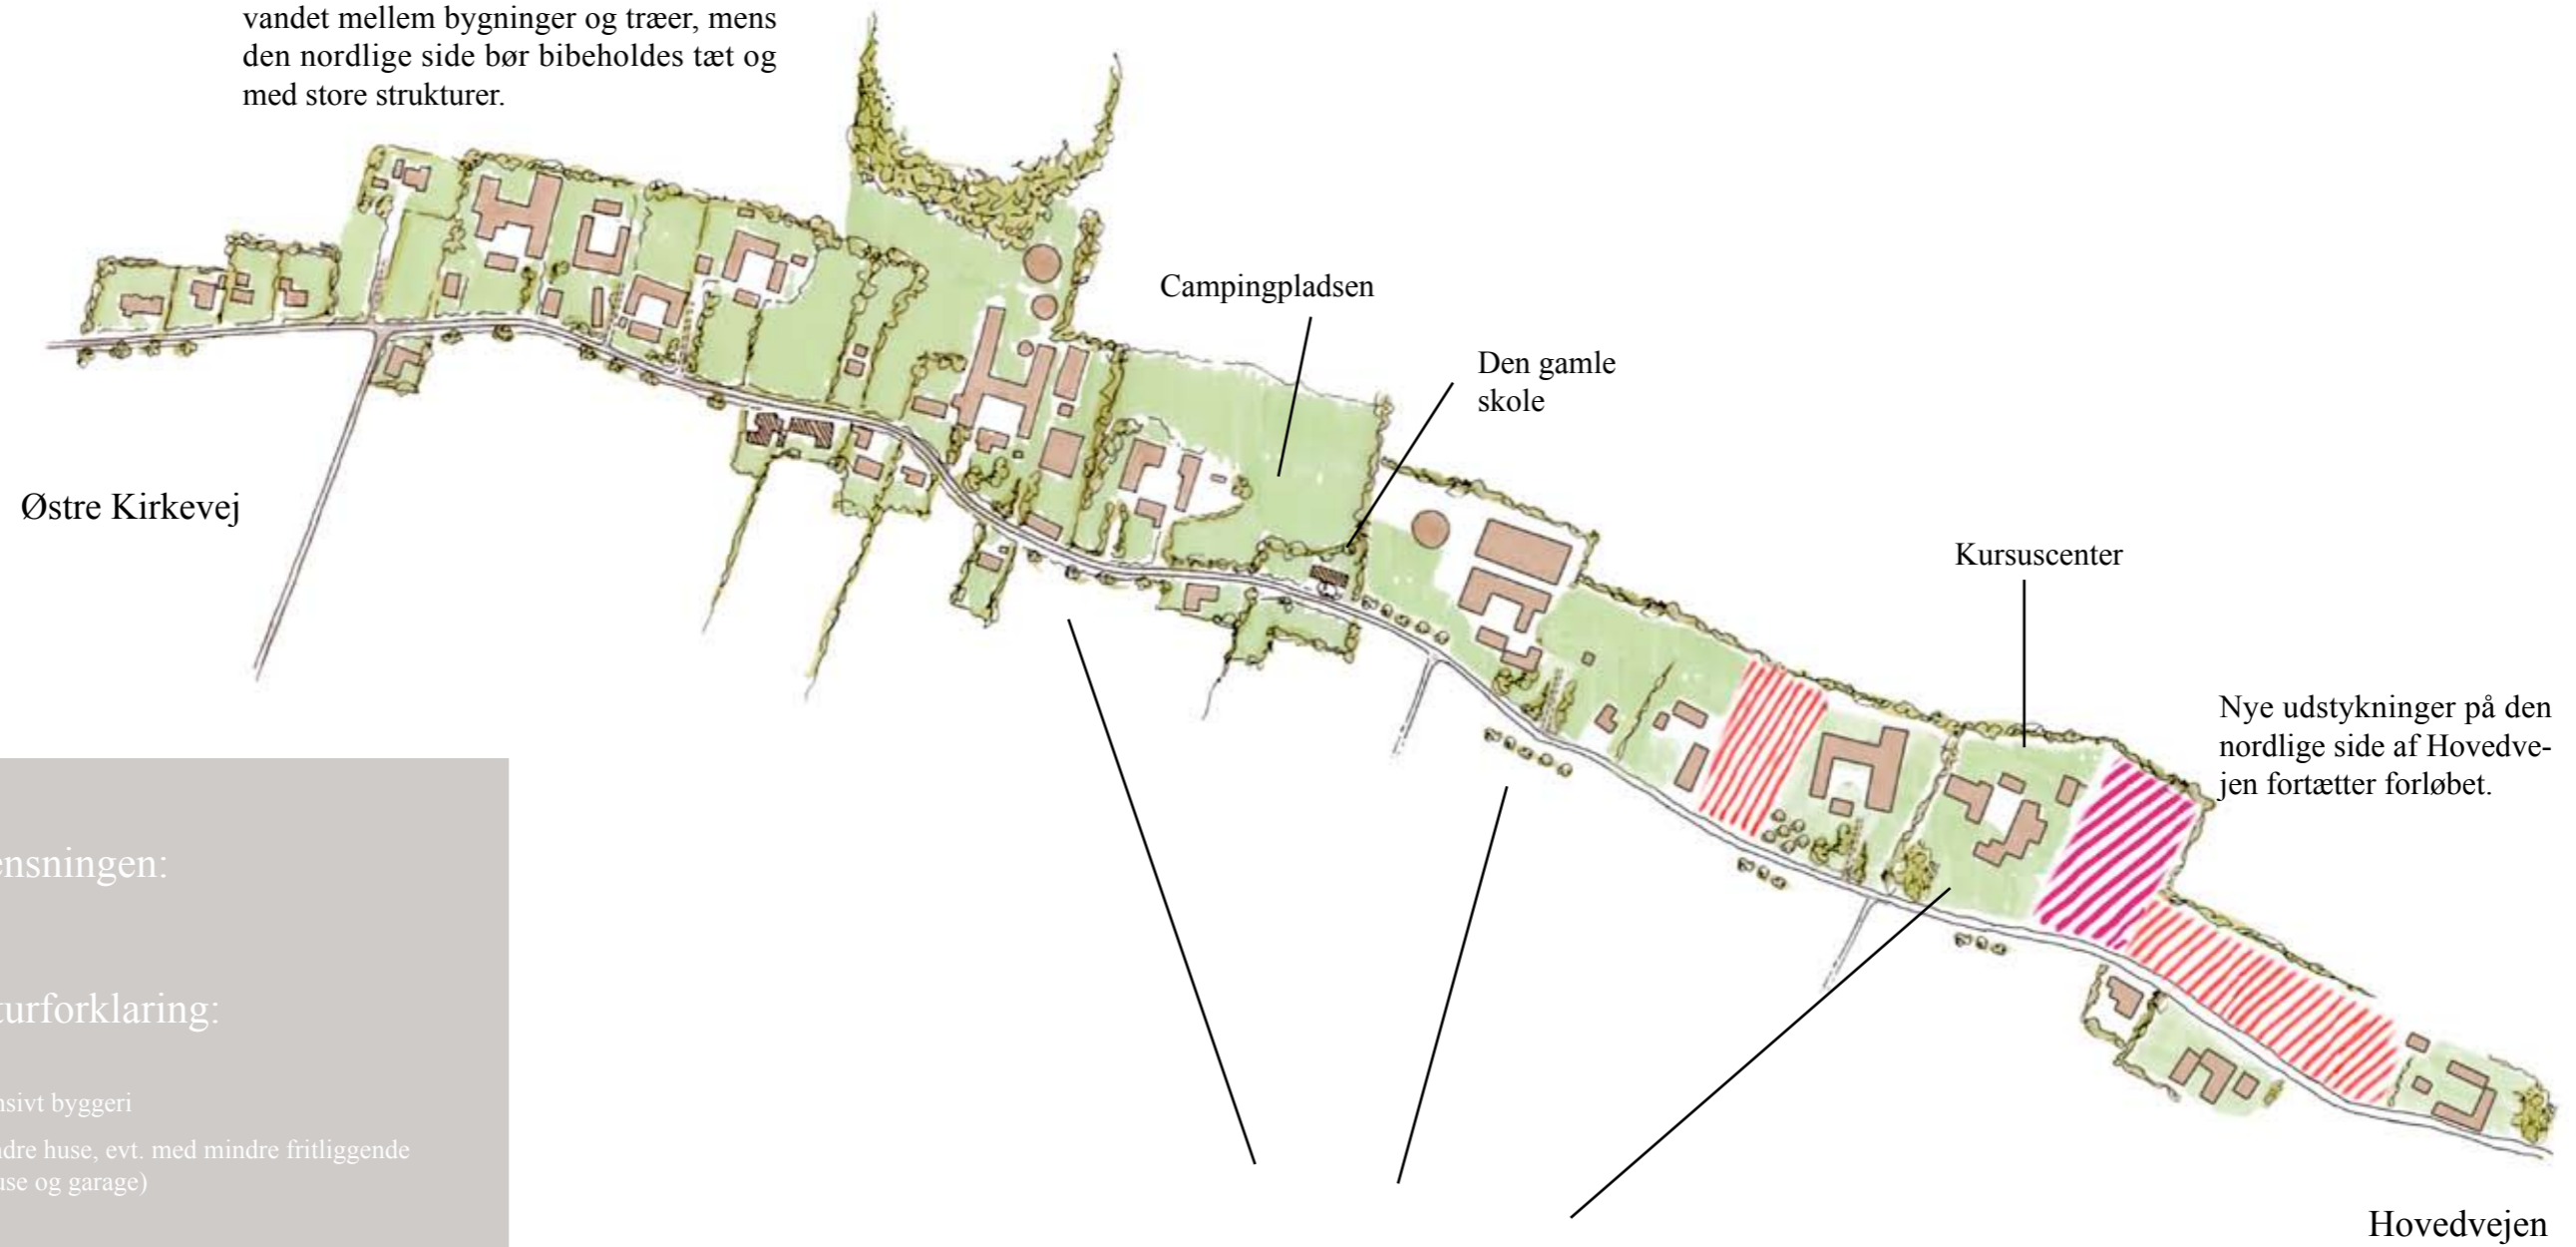 vandet mellem bygninger og træer, mens
den nordlige side bør bibeholdes tæt og
med store strukturer.
Campingpladsen
Den gamle
skole
Østre Kirkevej
Kursuscenter
Nye udstykninger på den
nordlige side af Hovedve-
jen fortætter forløbet.
ensningen:
turforklaring:
nsivt byggeri
ndre huse, evt. med mindre fritliggende
use og garage)
Hovedvejen